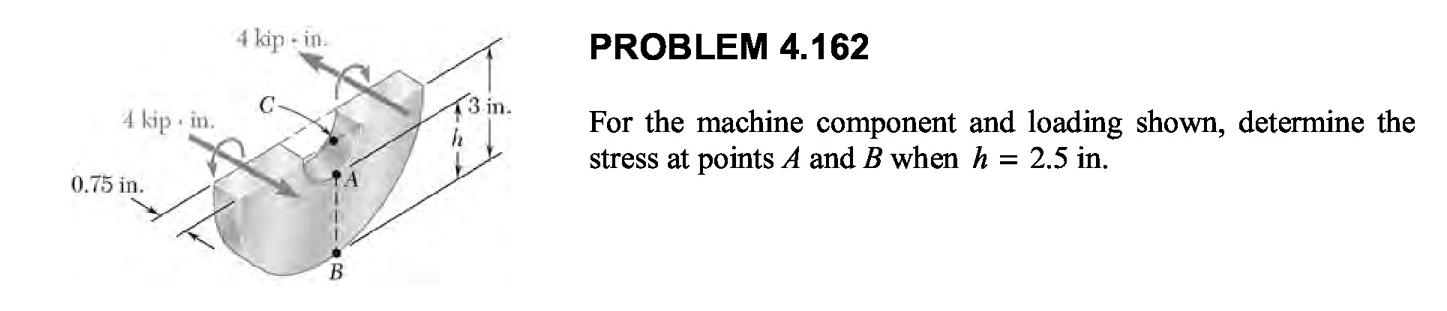 4 kip · in.
PROBLEM 4.162
C
3 in.
4 kip · in.
h
For the machine component and loading shown, determine the
stress at points A and B when h = 2.5 in.
0.75 in.
A
B